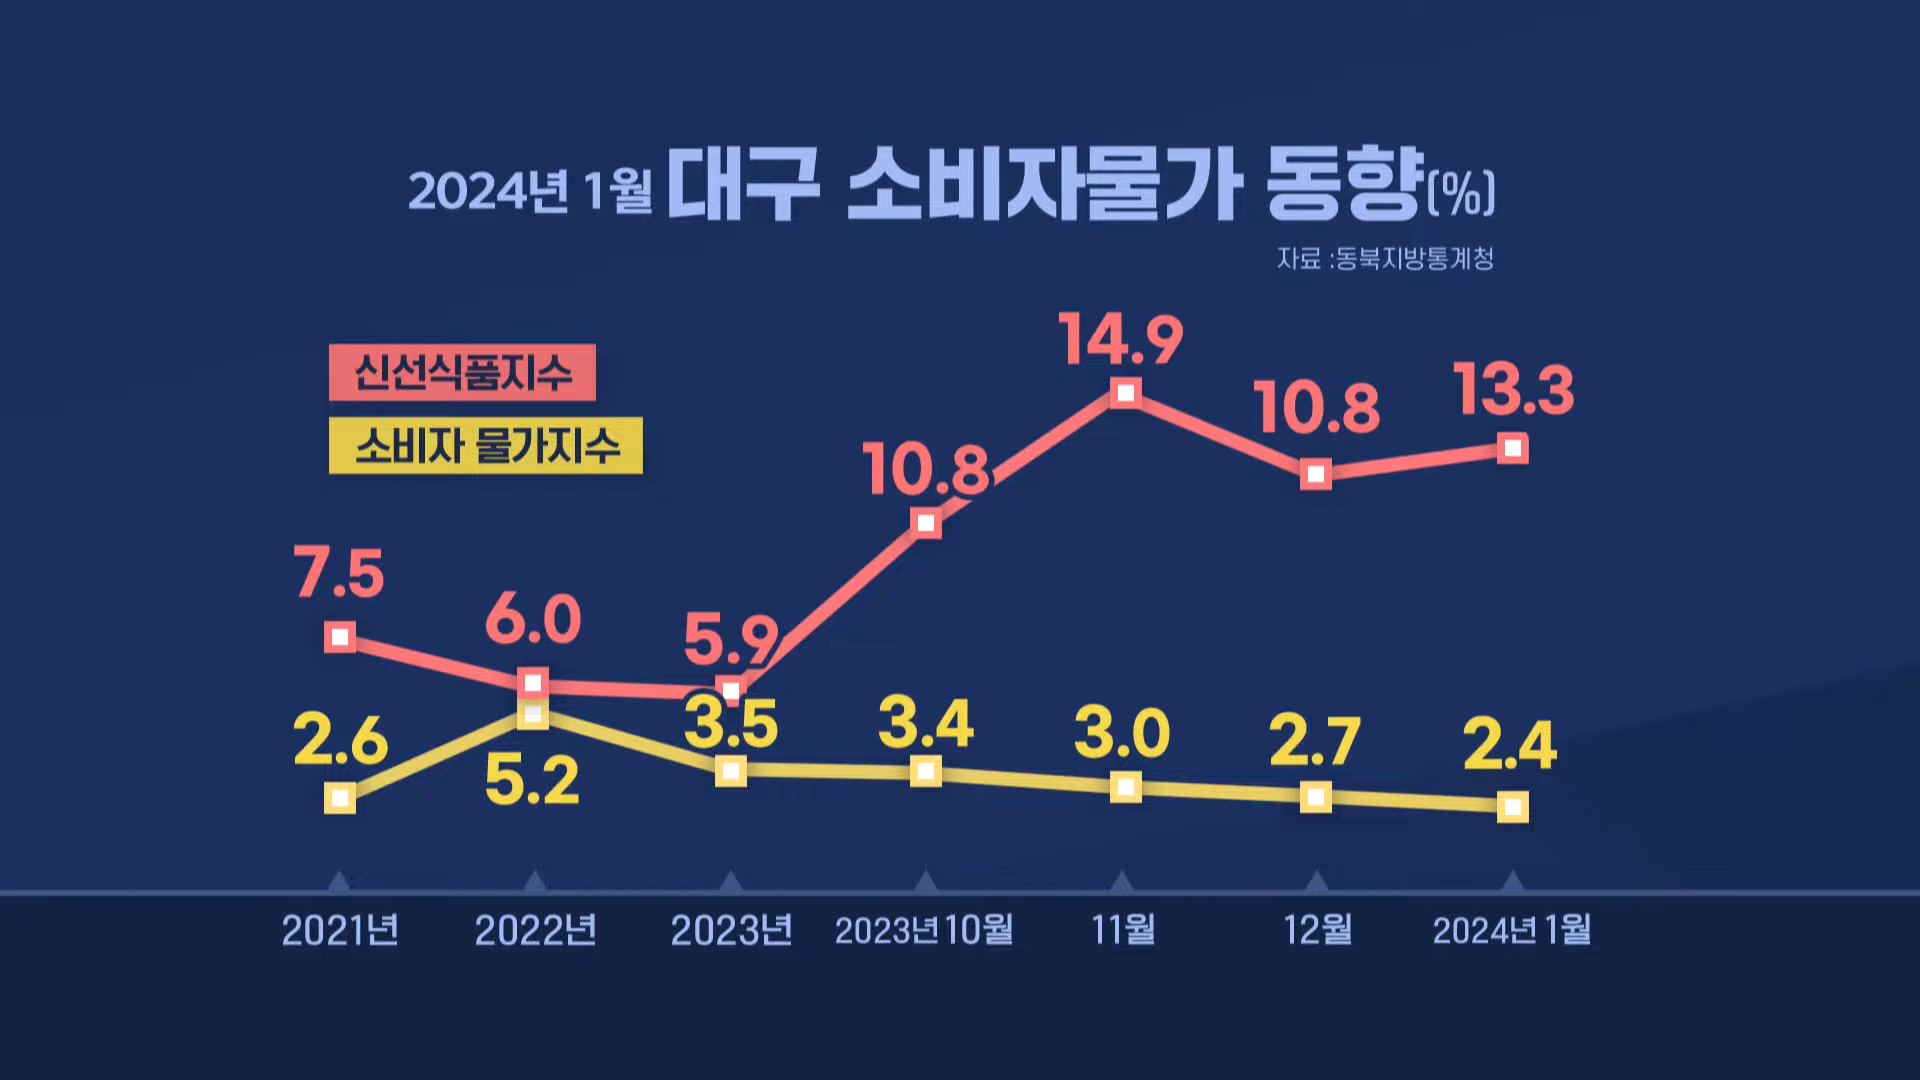 2024년 1월 대구 소비자물가 동향(%)
자료 :동북지방통계청
신선식품지수
소비자 물가지수
7.5 6.0 5.9 10.8 14.9 10.8 13.3
2.6 5.2 3.5 3.4 3.0 2.7 2.4
2021년 2022년 2023년 2023년 10월 11월 12월 2024년 1월